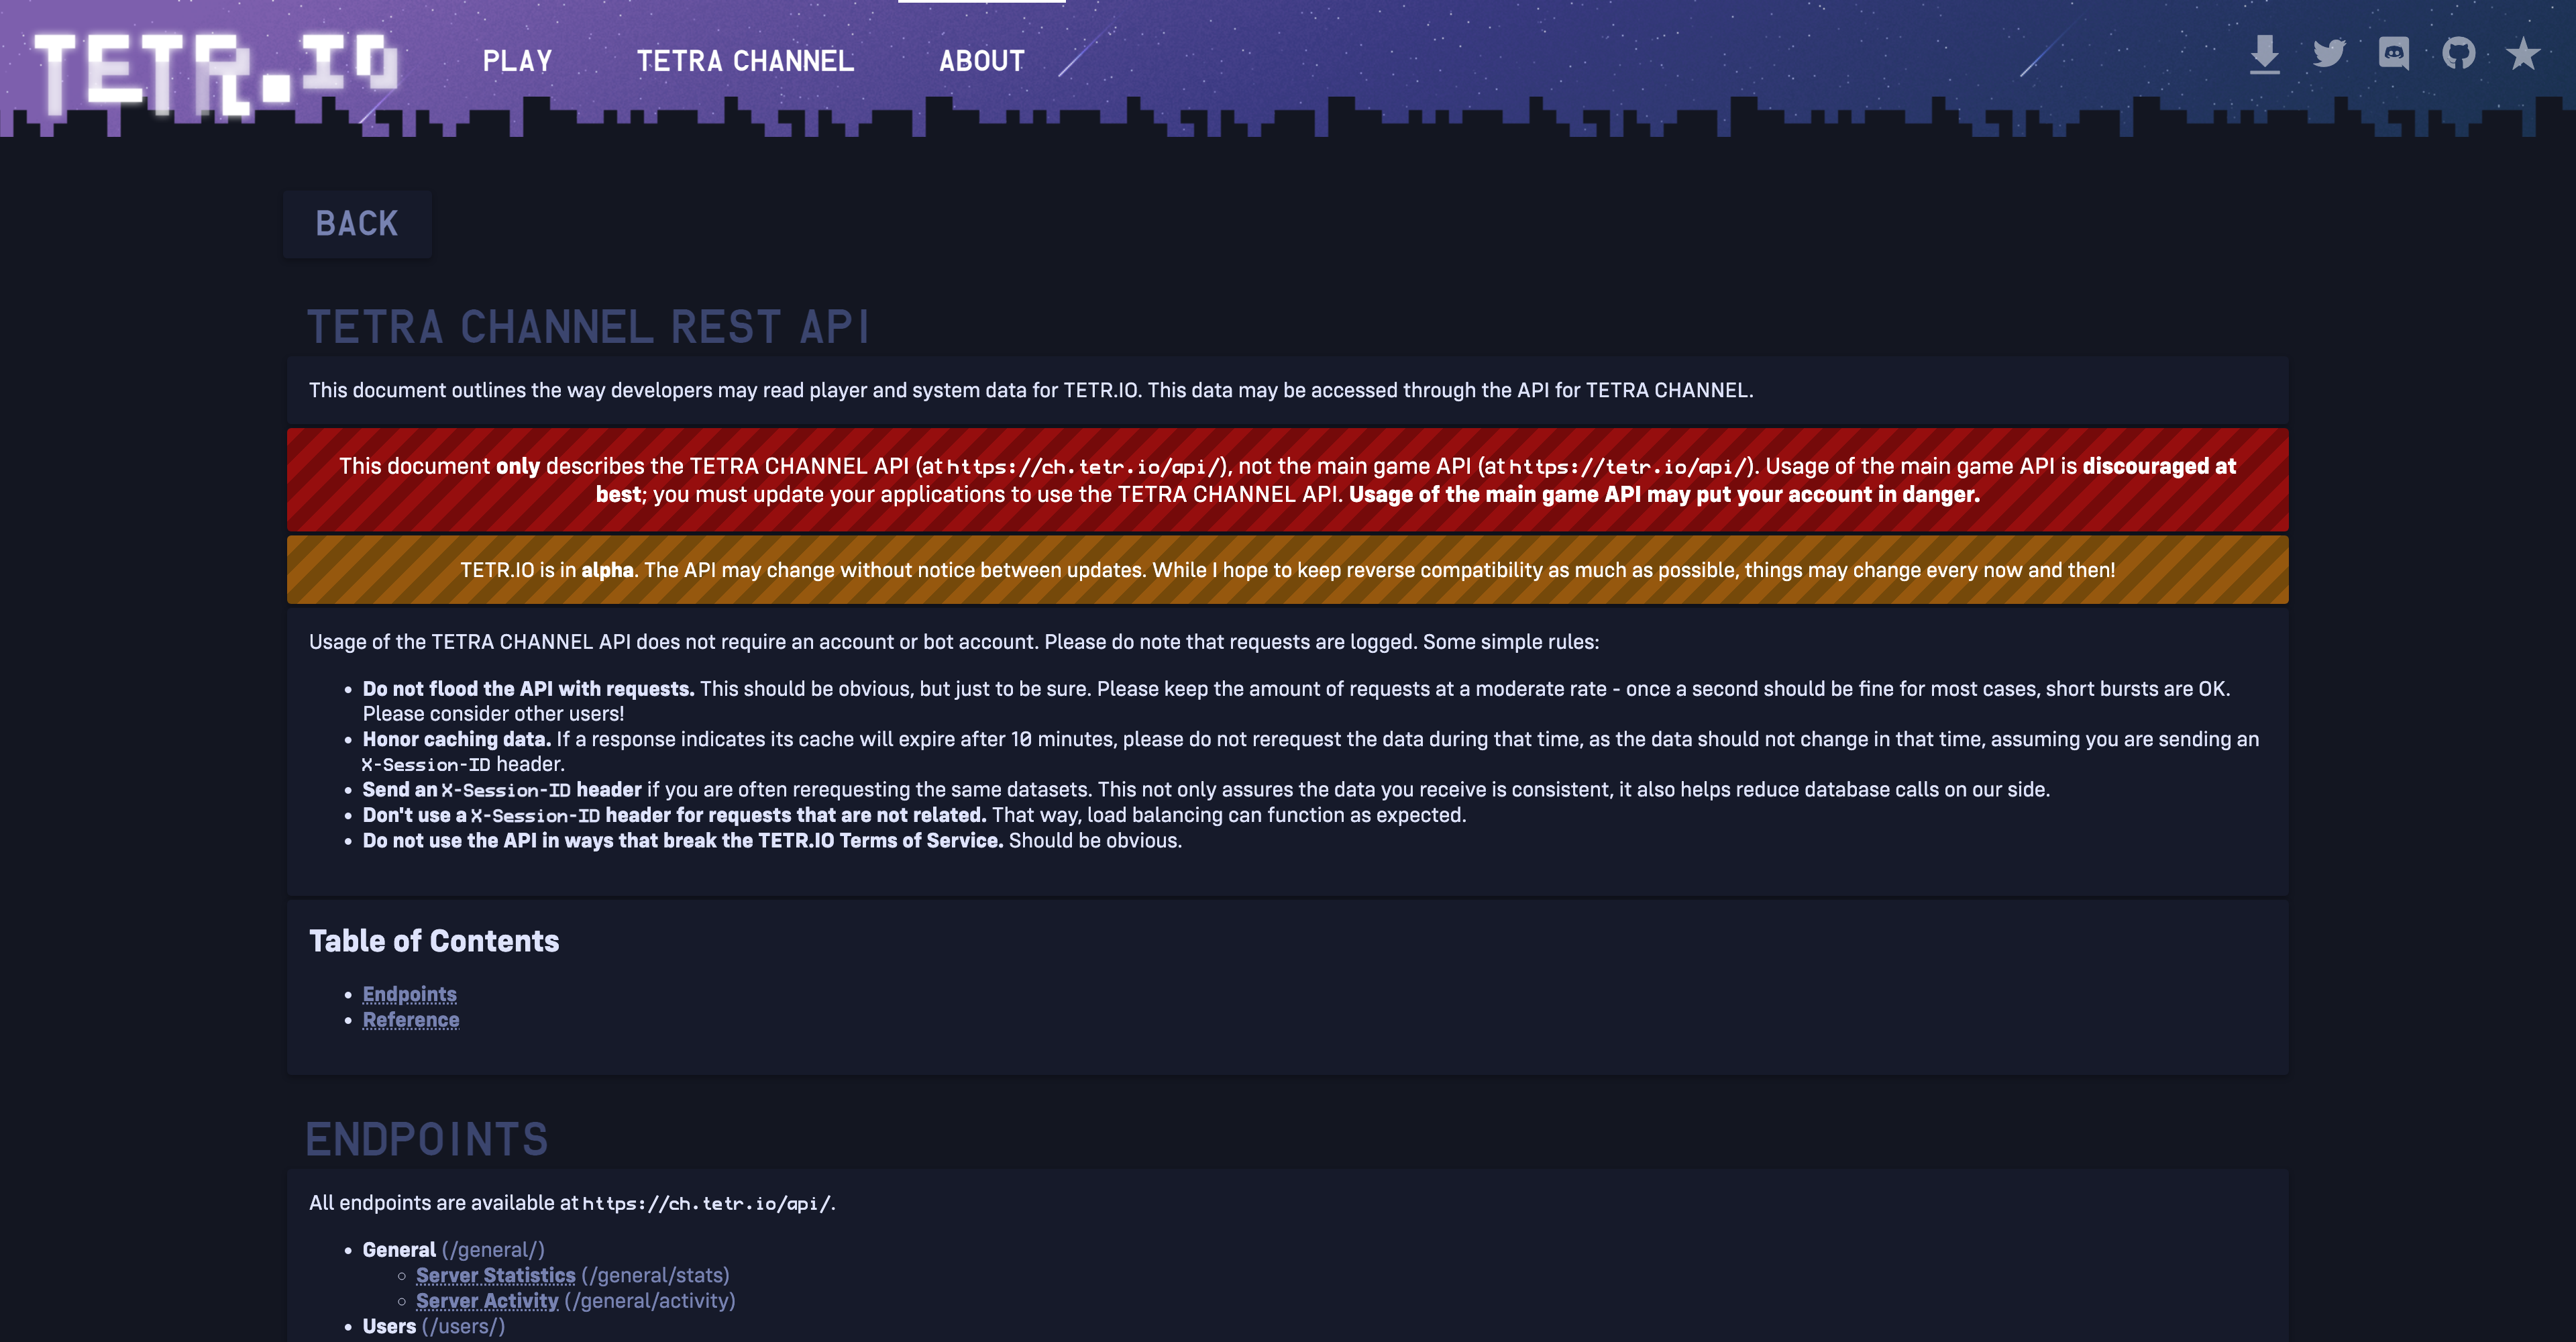 TETR.IO
PLAY
TETRA CHANNEL
ABOUT
BACK
TETRA CHANNEL REST API
This document outlines the way developers may read player and system data for TETR.IO. This data may be accessed through the API for TETRA CHANNEL.
This document only describes the TETRA CHANNEL API (at https://ch.tetr.io/api/), not the main game API (at https://tetr.io/api/). Usage of the main game API is discouraged at
best; you must update your applications to use the TETRA CHANNEL API. Usage of the main game API may put your account in danger.
TETR.IO is in alpha. The API may change without notice between updates. While I hope to keep reverse compatibility as much as possible, things may change every now and then!
Usage of the TETRA CHANNEL API does not require an account or bot account. Please do note that requests are logged. Some simple rules:
• Do not flood the API with requests. This should be obvious, but just to be sure. Please keep the amount of requests at a moderate rate - once a second should be fine for most cases, short bursts are OK.
Please consider other users!
• Honor caching data. If a response indicates its cache will expire after 10 minutes, please do not rerequest the data during that time, as the data should not change in that time, assuming you are sending an
X-Session-ID header.
• Send an X-Session-ID header if you are often rerequesting the same datasets. This not only assures the data you receive is consistent, it also helps reduce database calls on our side.
• Don't use a X-Session-ID header for requests that are not related. That way, load balancing can function as expected.
• Do not use the API in ways that break the TETR.IO Terms of Service. Should be obvious.
Table of Contents
• Endpoints
• Reference
ENDPOINTS
All endpoints are available at https://ch.tetr.io/api/.
• General (/general/)
○ Server Statistics (/general/stats)
○ Server Activity (/general/activity)
• Users (/users/)